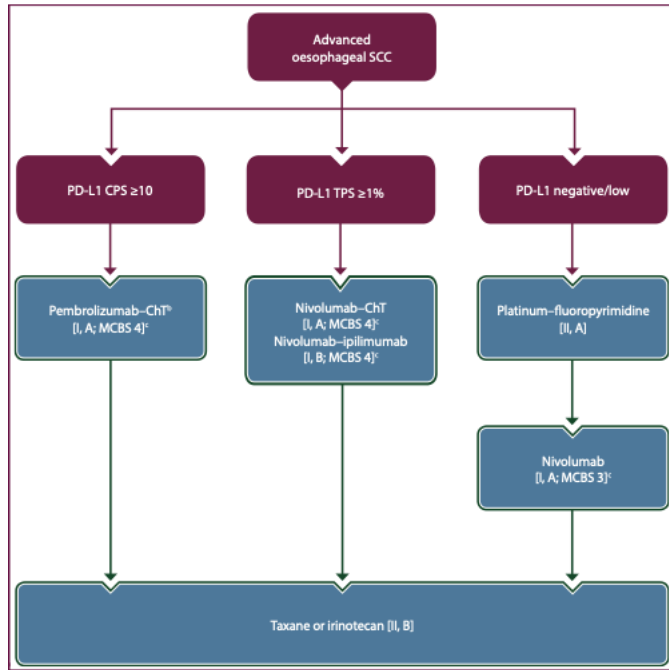 Advanced
oesophageal SCC
PD-L1 CPS ≥10
PD-L1 TPS ≥1%
PD-L1 negative/low
Pembrolizumab–ChTᵇ
[I, A; MCBS 4]ᶜ
Nivolumab–ChT
[I, A; MCBS 4]ᶜ
Nivolumab–ipilimumab
[I, B; MCBS 4]ᶜ
Platinum–fluoropyrimidine
[II, A]
Nivolumab
[I, A; MCBS 3]ᶜ
Taxane or irinotecan [II, B]